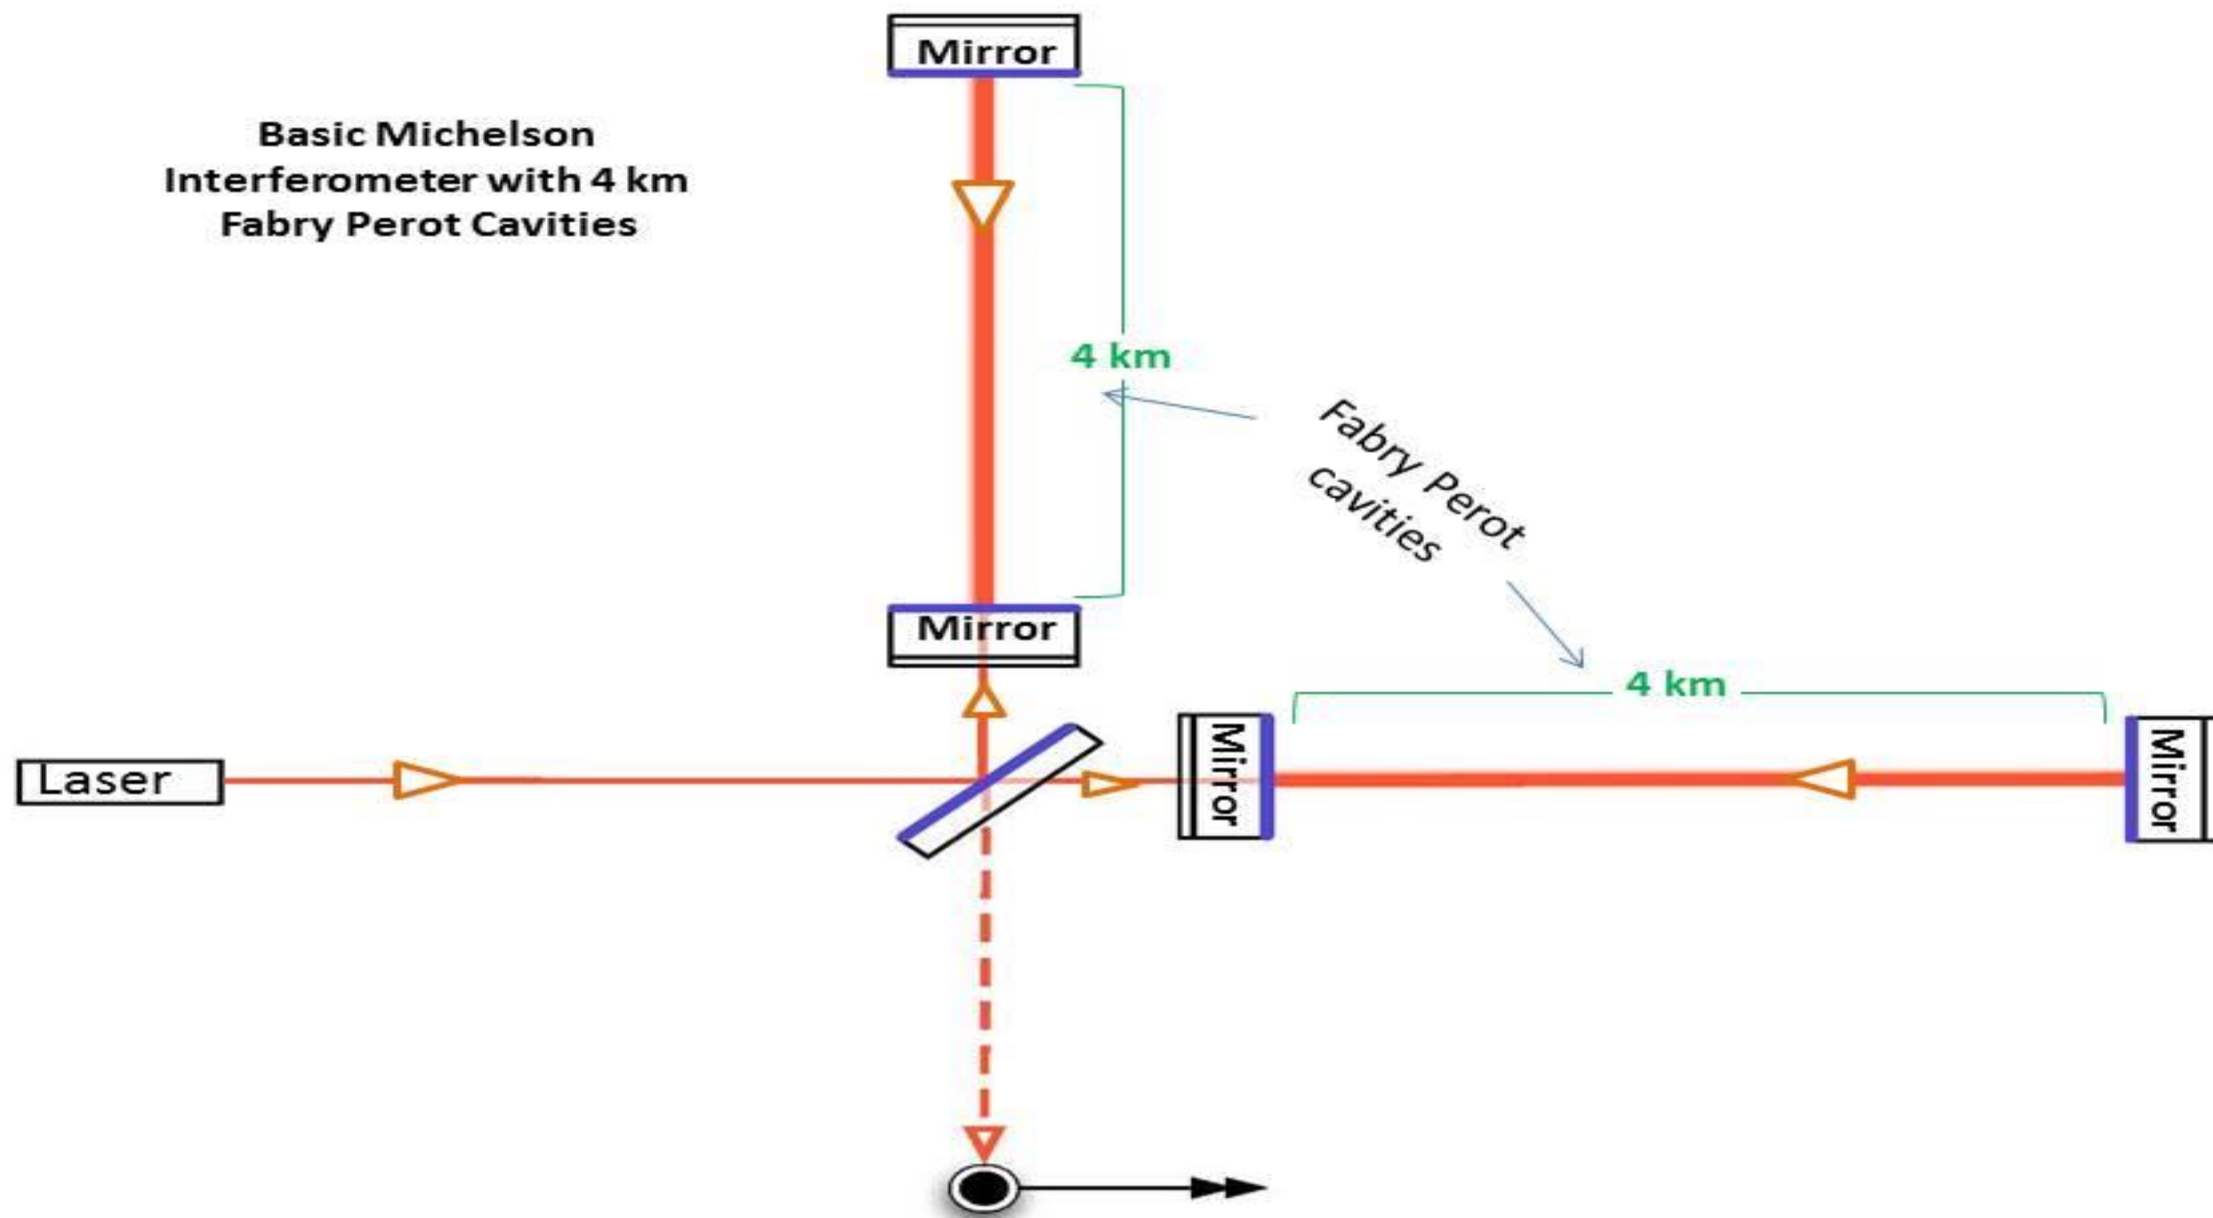 Mirror
Basic Michelson
Interferometer with 4 km
Fabry Perot Cavities
4 km
Fabry Perot
cavities
Mirror
4 km
Laser
Mirror
Mirror